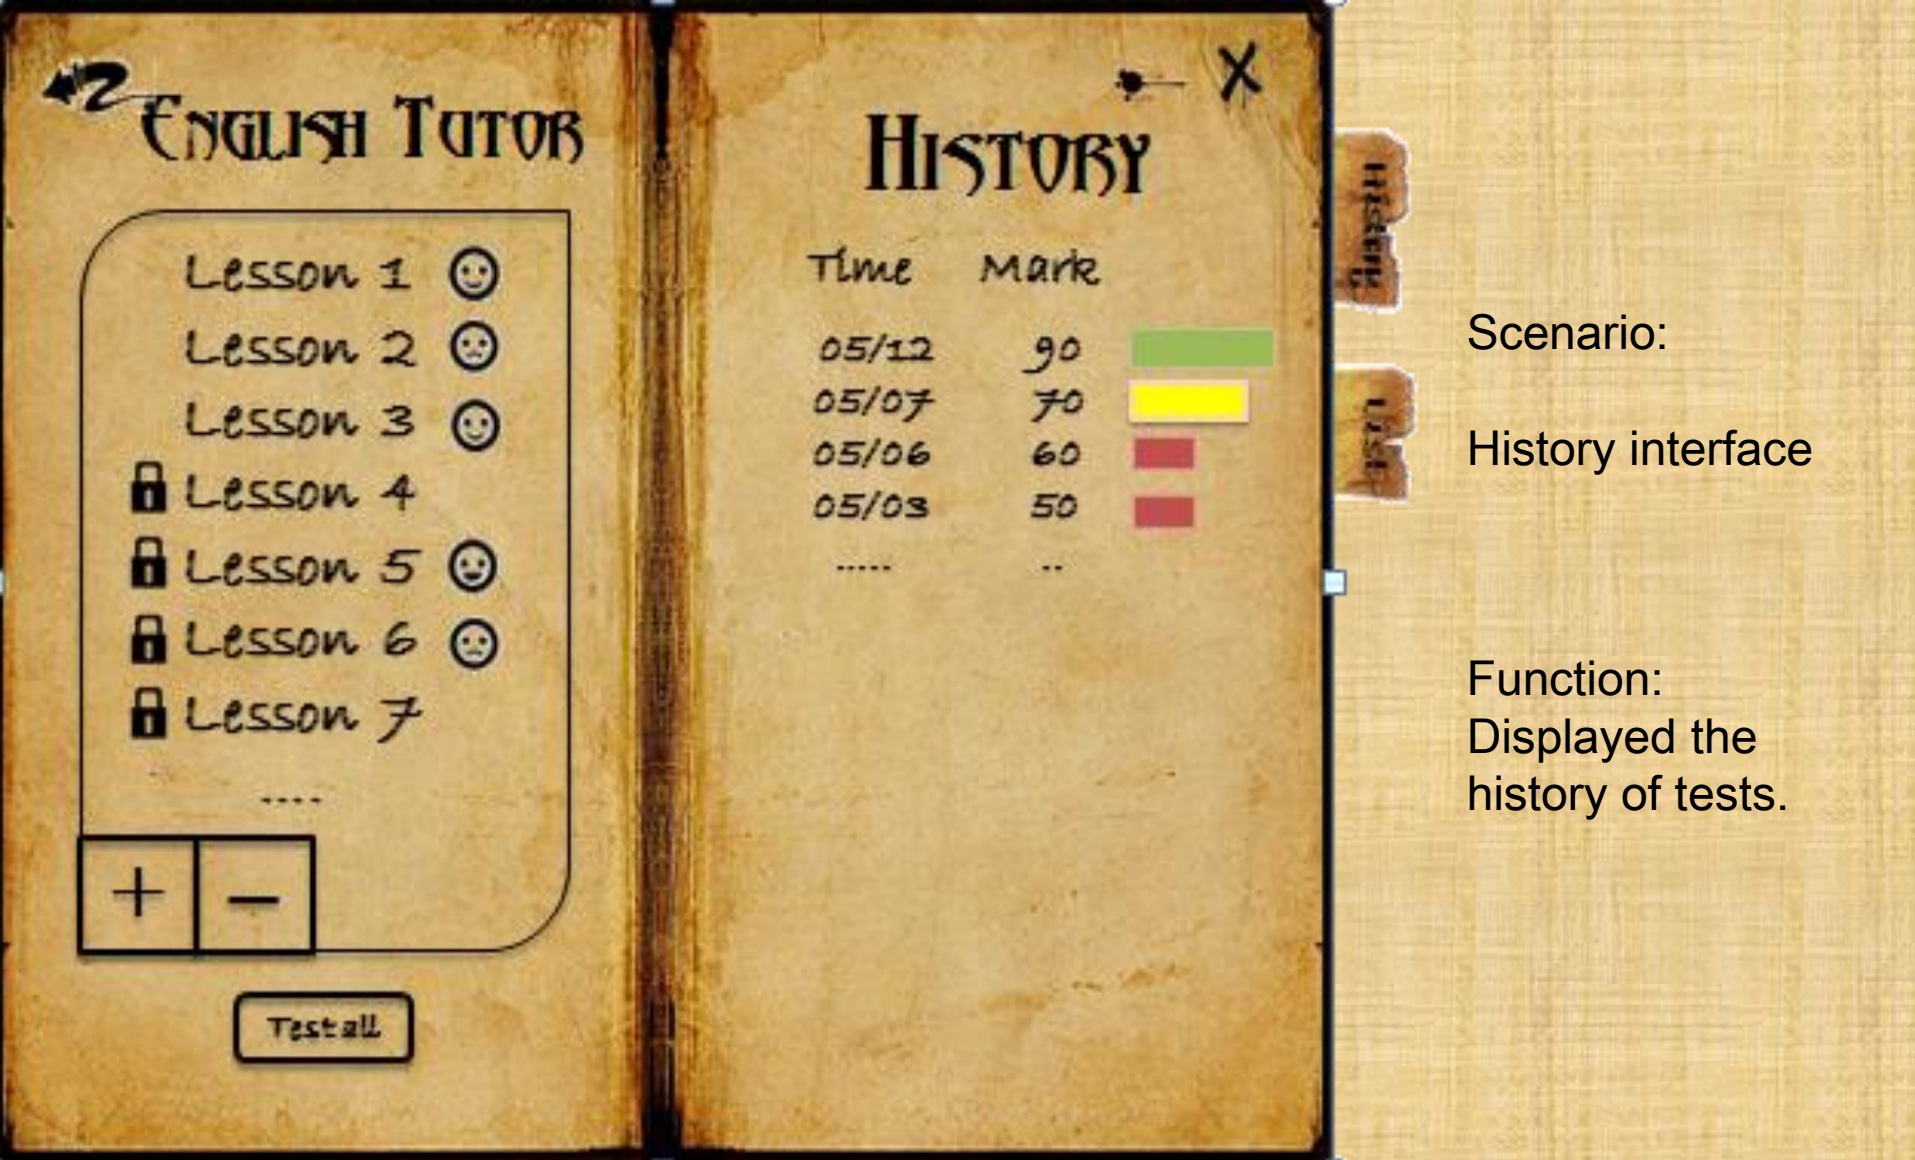 English Tutor
Lesson 1
Lesson 2
Lesson 3
Lesson 4
Lesson 5
Lesson 6
Lesson 7
----
+ −
Test all
X
History
Time Mark
05/12 90
05/07 70
05/06 60
05/03 50
----- --
History
List
Scenario:
History interface
Function:
Displayed the
history of tests.